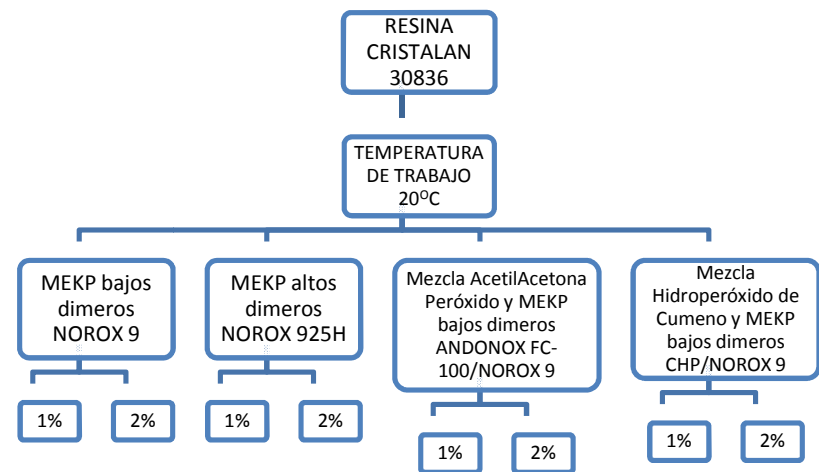 RESINA
CRISTALAN
30836
TEMPERATURA
DE TRABAJO
20ºC
MEKP bajos
dimeros
NOROX 9
MEKP altos
dimeros
NOROX 925H
Mezcla AcetilAcetona
Peróxido y MEKP
bajos dimeros
ANDONOX FC-
100/NOROX 9
Mezcla
Hidroperóxido de
Cumeno y MEKP
bajos dimeros
CHP/NOROX 9
1%
2%
1%
2%
1%
2%
1%
2%